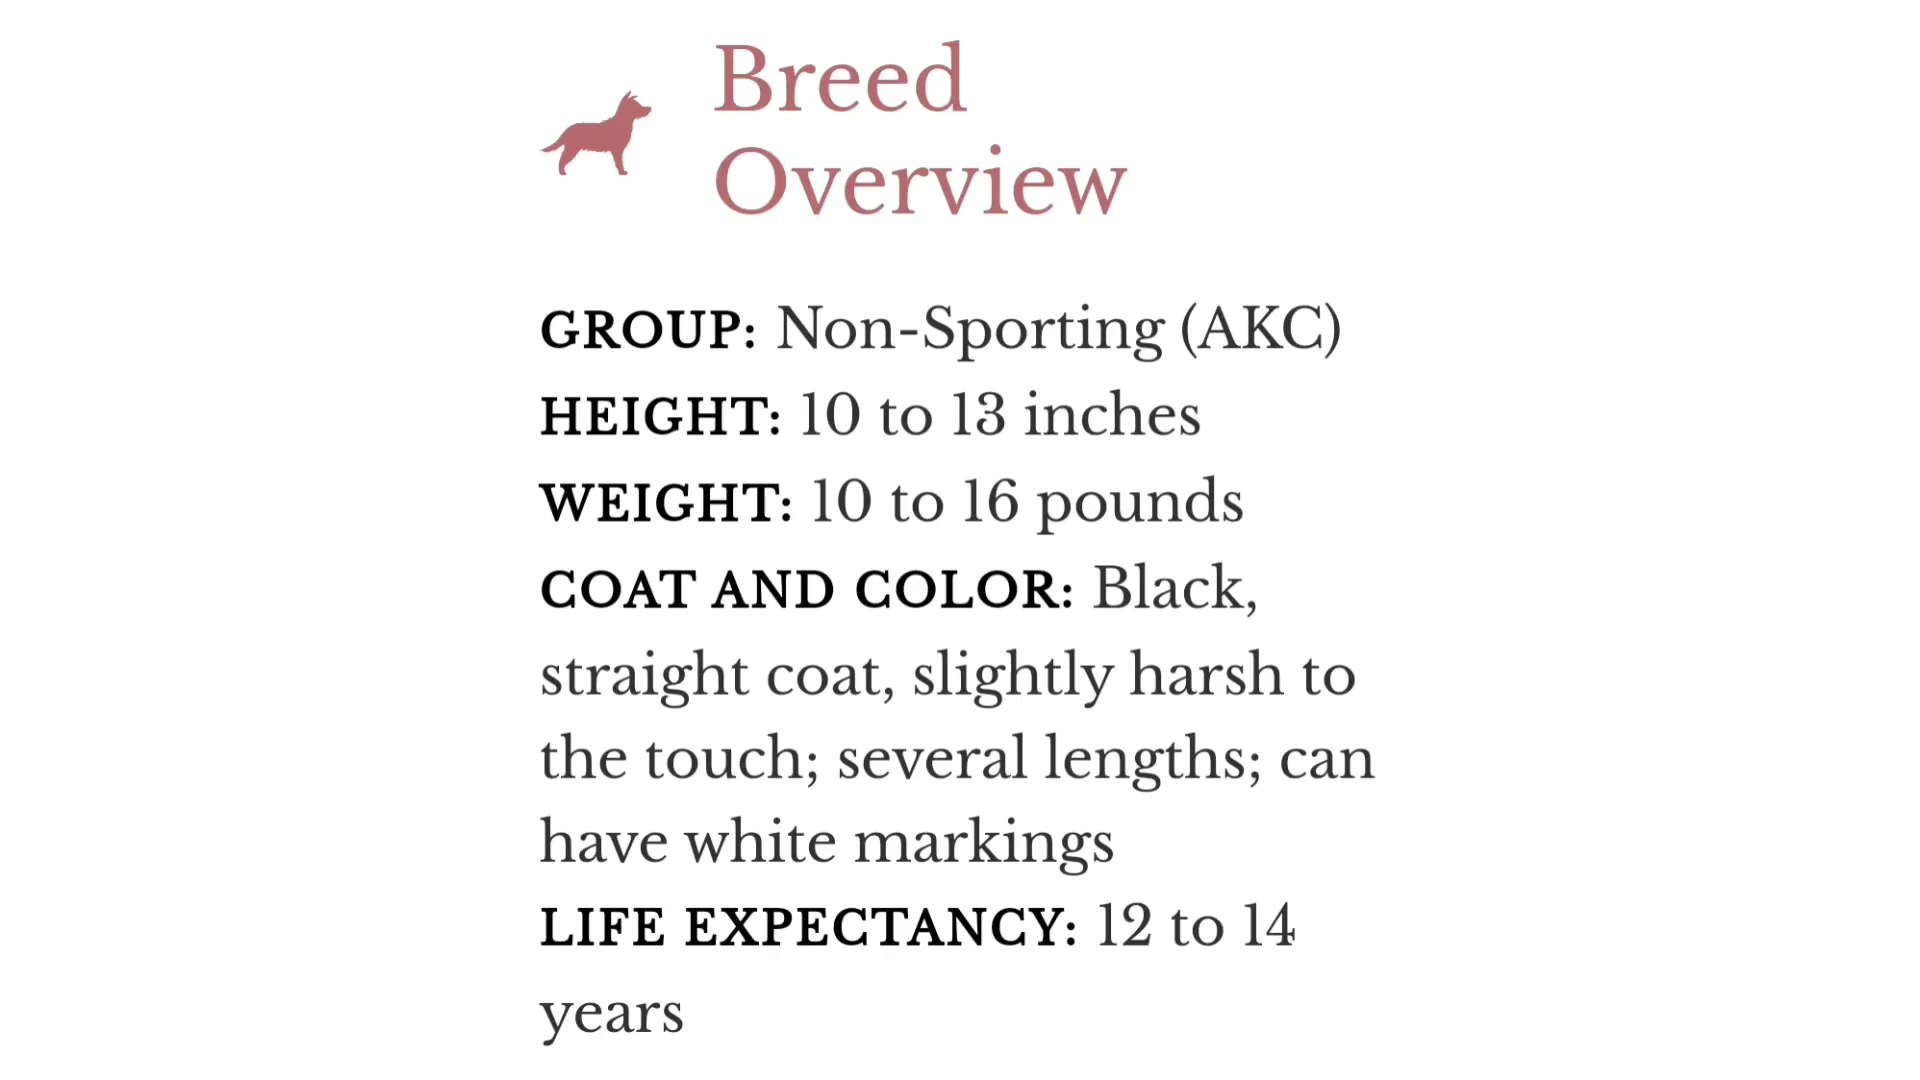 Breed
Overview
GROUP: Non-Sporting (AKC)
HEIGHT: 10 to 13 inches
WEIGHT: 10 to 16 pounds
COAT AND COLOR: Black,
straight coat, slightly harsh to
the touch; several lengths; can
have white markings
LIFE EXPECTANCY: 12 to 14
years